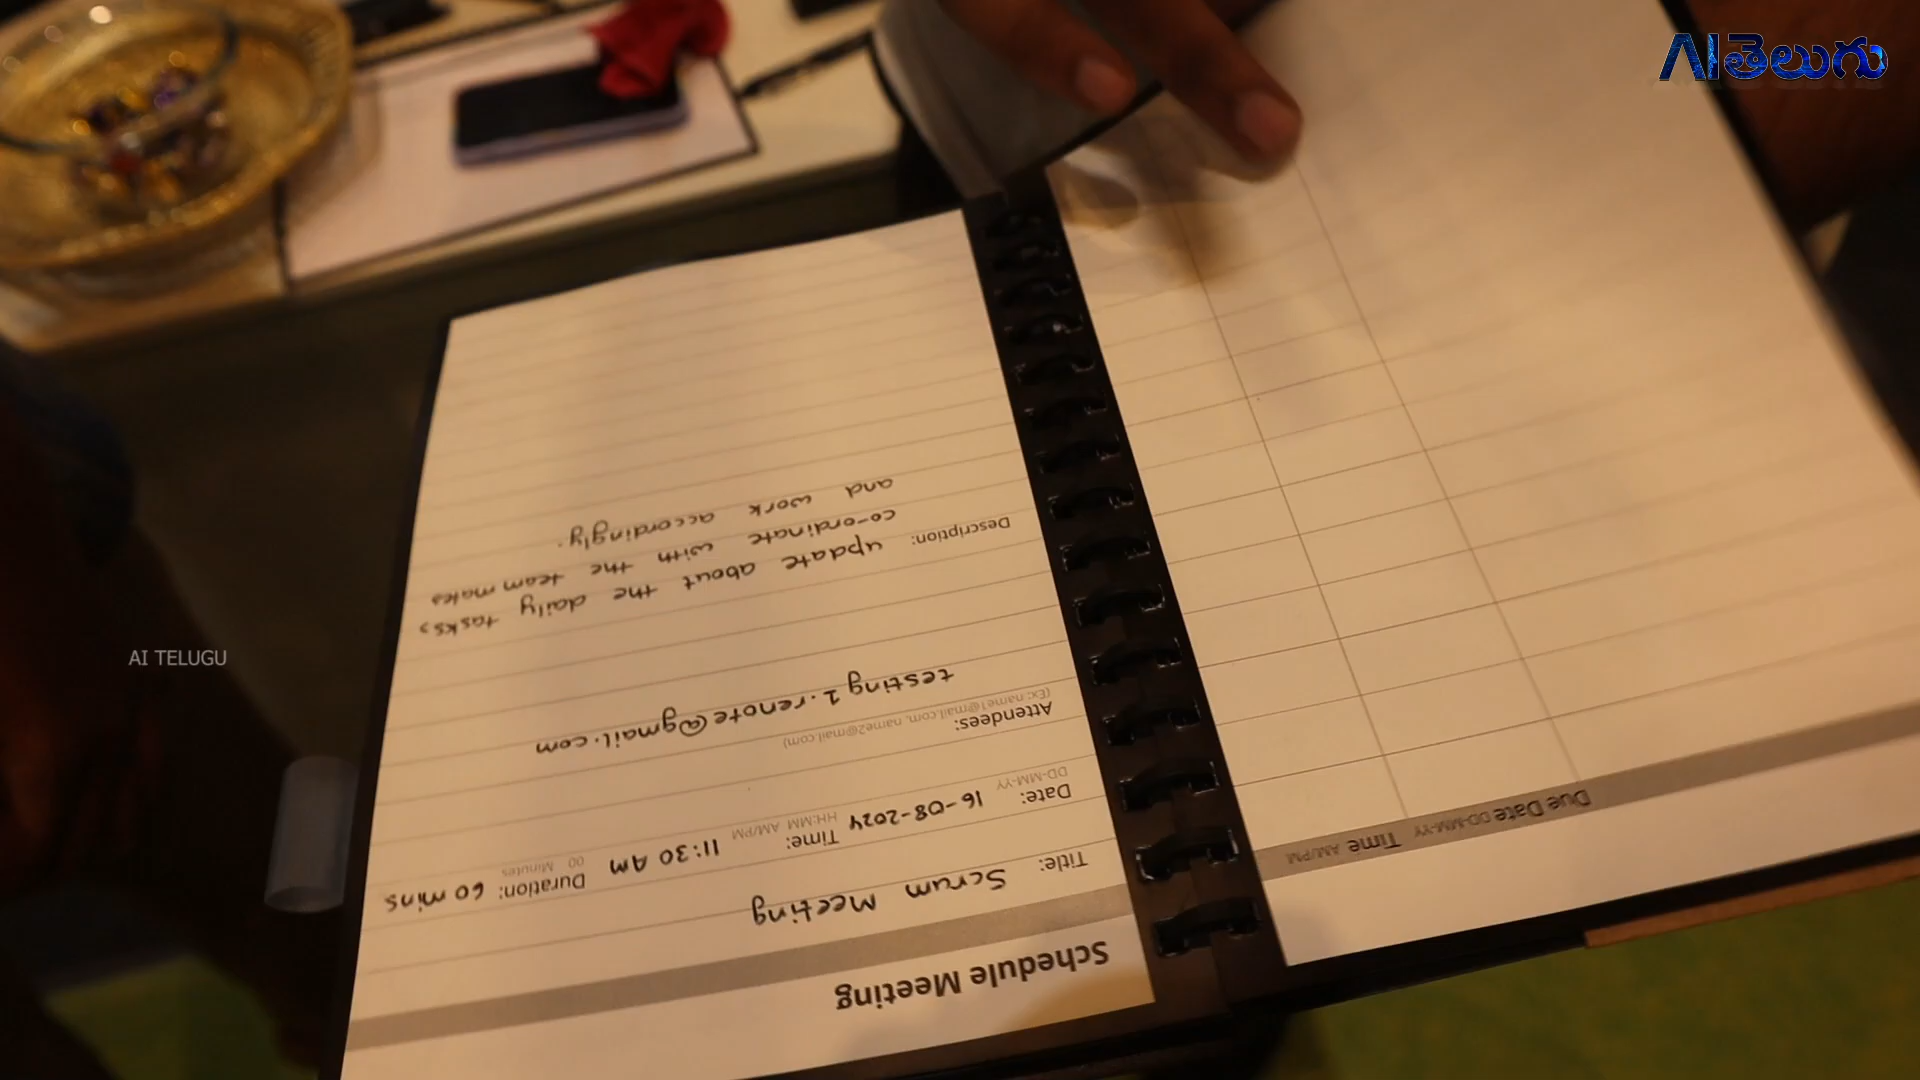 AI తెలుగు
AI TELUGU
Schedule Meeting
Title: Scrum Meeting
Date: 16-08-2024 Time: 11:30 AM Duration: 60 mins
DD-MM-YY HH:MM AM/PM 00 Minutes
Attendees:
(Ex: name1@mail.com, name2@mail.com)
testing1.renote@gmail.com
Description: update about the daily tasks,
co-ordinate with the team mates
and work accordingly.
Due Date DD-MM-YY Time AM/PM